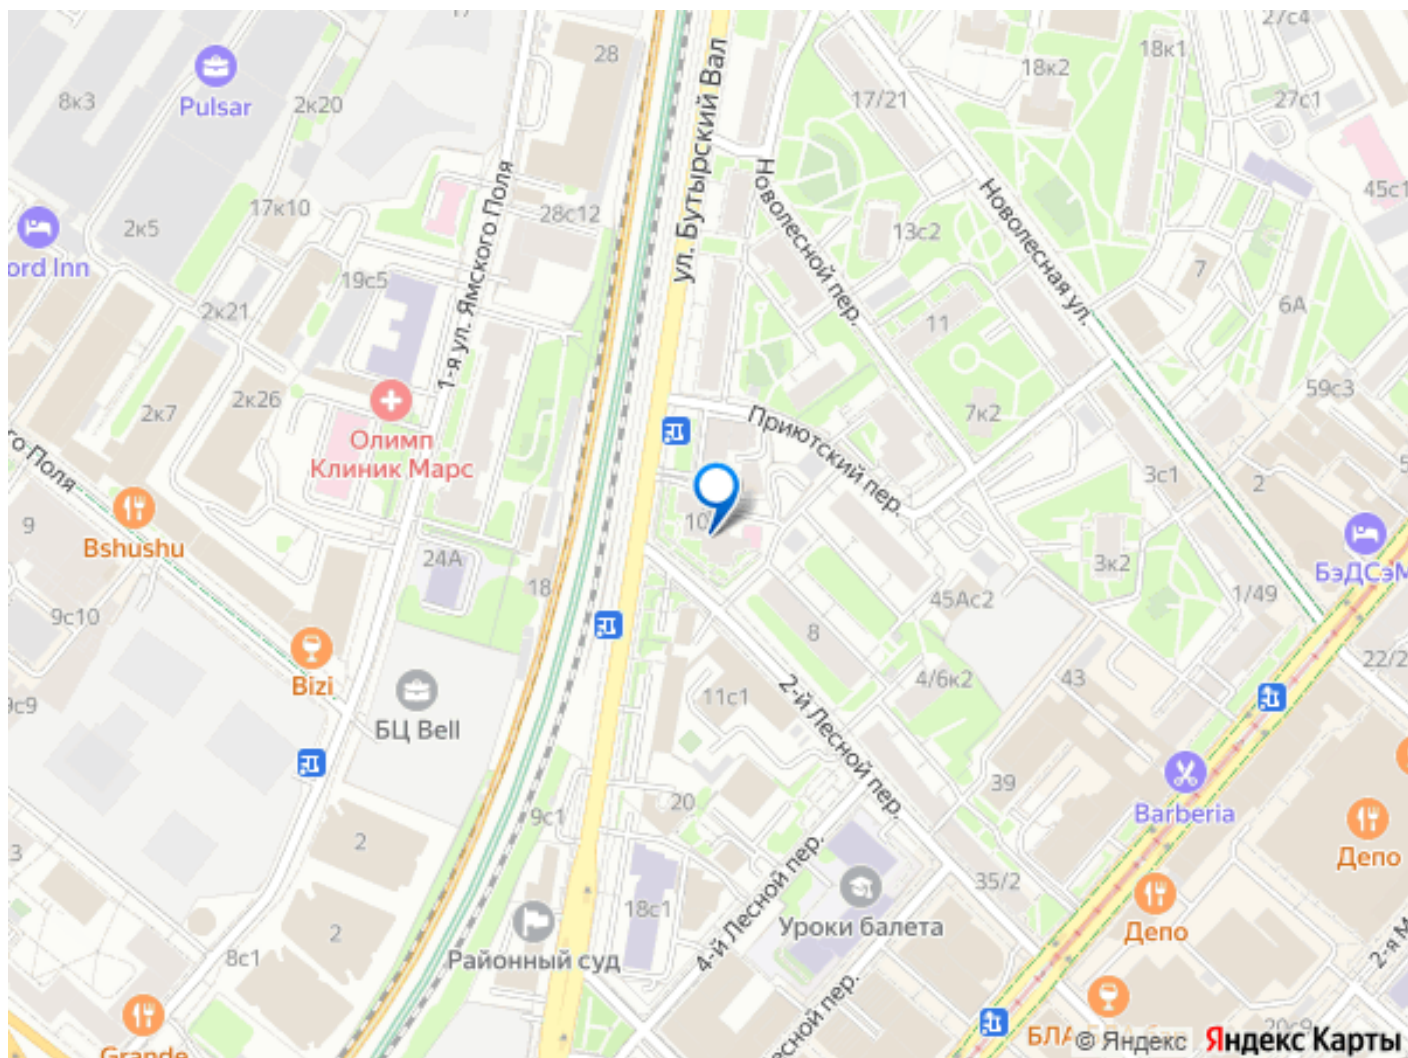 17
27с4
28
18к1
18к2
Pulsar
8к3
2к20
17/21
27с1
ул. Бутырский Вал
1-я ул. Ямского Поля
Новолесной пер.
Новолесная ул.
45с1
17к10
28с12
2к5
13с2
ord Inn
19с5
7
6А
2к21
11
59с3
2к7
2к26
7к2
Приютский пер.
Олимп
Клиник Марс
го Поля
3с1
2
5
9
10
Bshushu
24А
18
3к2
БэДСэМ
9с10
45Ас2
1/49
8
22/2
Bizi
9с9
11с1
4/6к2
43
2-й Лесной пер.
БЦ Bell
39
20
9с1
Barberia
2
3
Депо
4-й Лесной пер.
35/2
18с1
Уроки балета
Депо
2
8с1
Районный суд
2-я М
есной пер.
20с9
Grande
© Яндекс Яндекс Карты